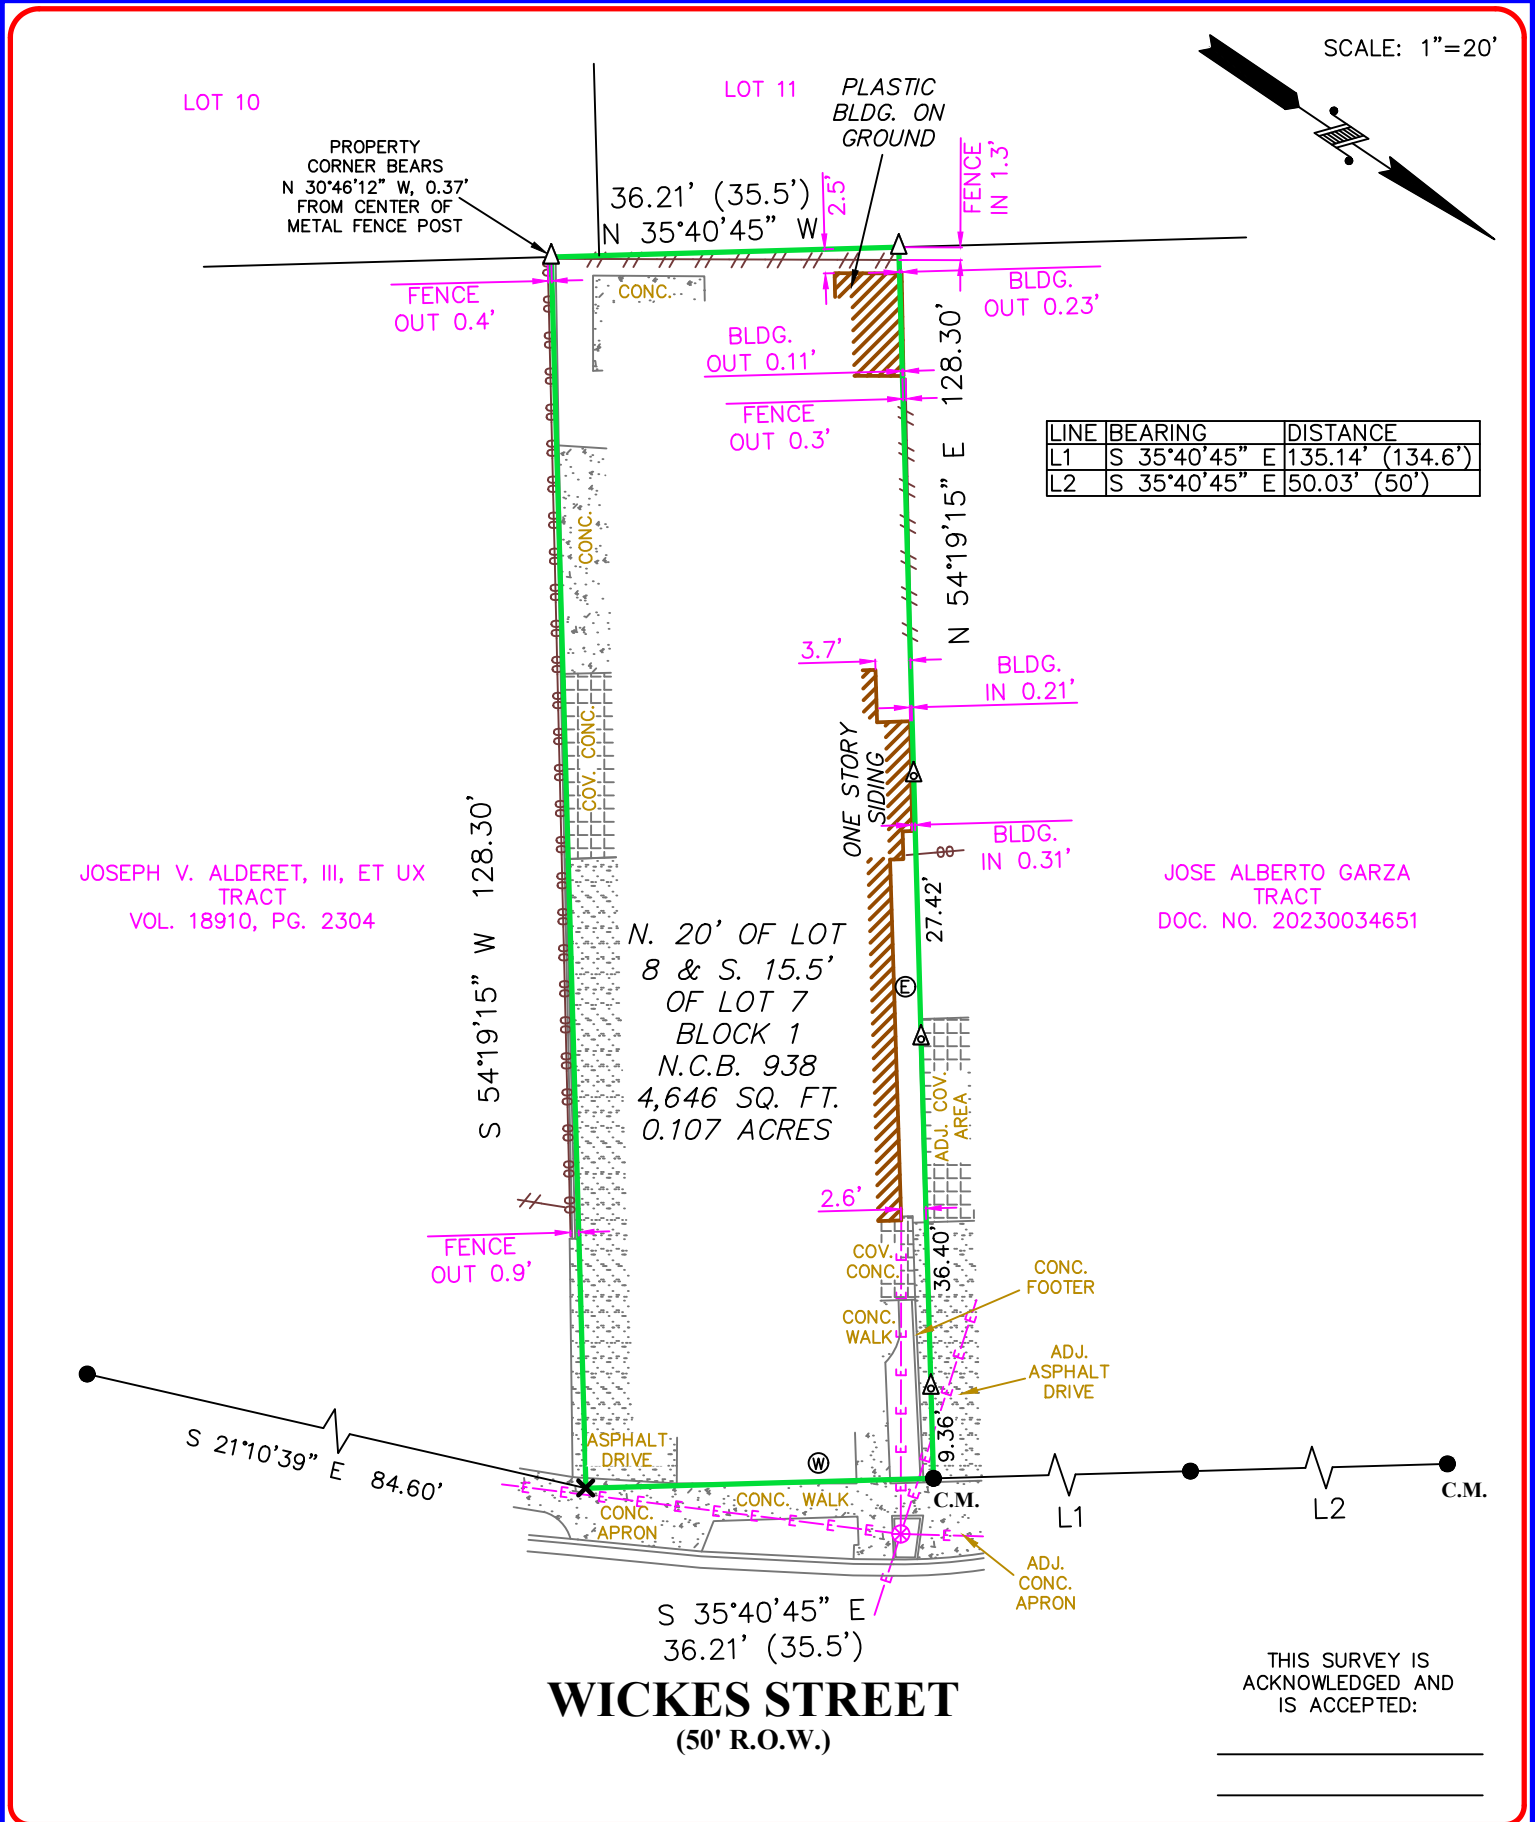 SCALE: 1"=20'
LOT 10
LOT 11
PLASTIC
BLDG. ON
GROUND
PROPERTY
CORNER BEARS
N 30°46'12" W, 0.37'
FROM CENTER OF
METAL FENCE POST
36.21' (35.5')
N 35°40'45" W
2.5'
FENCE
IN 1.3'
FENCE
OUT 0.4'
CONC.
BLDG.
OUT 0.23'
BLDG.
OUT 0.11'
FENCE
OUT 0.3'
N 54°19'15" E 128.30'
LINE BEARING DISTANCE
L1 S 35°40'45" E 135.14' (134.6')
L2 S 35°40'45" E 50.03' (50')
CONC.
3.7'
BLDG.
IN 0.21'
COV. CONC.
ONE STORY
SIDING
BLDG.
IN 0.31'
S 54°19'15" W 128.30'
JOSEPH V. ALDERET, III, ET UX
TRACT
VOL. 18910, PG. 2304
JOSE ALBERTO GARZA
TRACT
DOC. NO. 20230034651
27.42'
N. 20' OF LOT
8 & S. 15.5'
OF LOT 7
BLOCK 1
N.C.B. 938
4,646 SQ. FT.
0.107 ACRES
E
ADJ. COV.
AREA
2.6'
FENCE
OUT 0.9'
COV.
CONC.
36.40'
CONC.
FOOTER
CONC.
WALK
ADJ.
ASPHALT
DRIVE
9.36'
S 21°10'39" E 84.60'
ASPHALT
DRIVE
W
CONC. WALK
CONC.
APRON
C.M.
L1
L2
C.M.
E E E E E E E E E
E E E E E E
E E E E E E
E
ADJ.
CONC.
APRON
S 35°40'45" E
36.21' (35.5')
WICKES STREET
(50' R.O.W.)
THIS SURVEY IS
ACKNOWLEDGED AND
IS ACCEPTED: